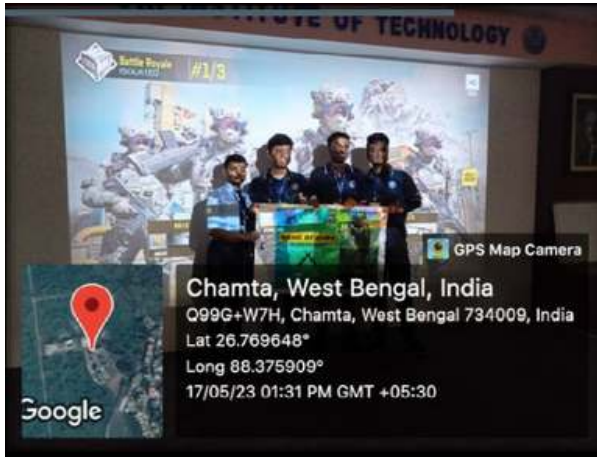 INSTITUTE OF TECHNOLOGY
Battle Royale
ISOLATED
#1/3
GPS Map Camera
Chamta, West Bengal, India
Q99G+W7H, Chamta, West Bengal 734009, India
Lat 26.769648°
Long 88.375909°
17/05/23 01:31 PM GMT +05:30
Google